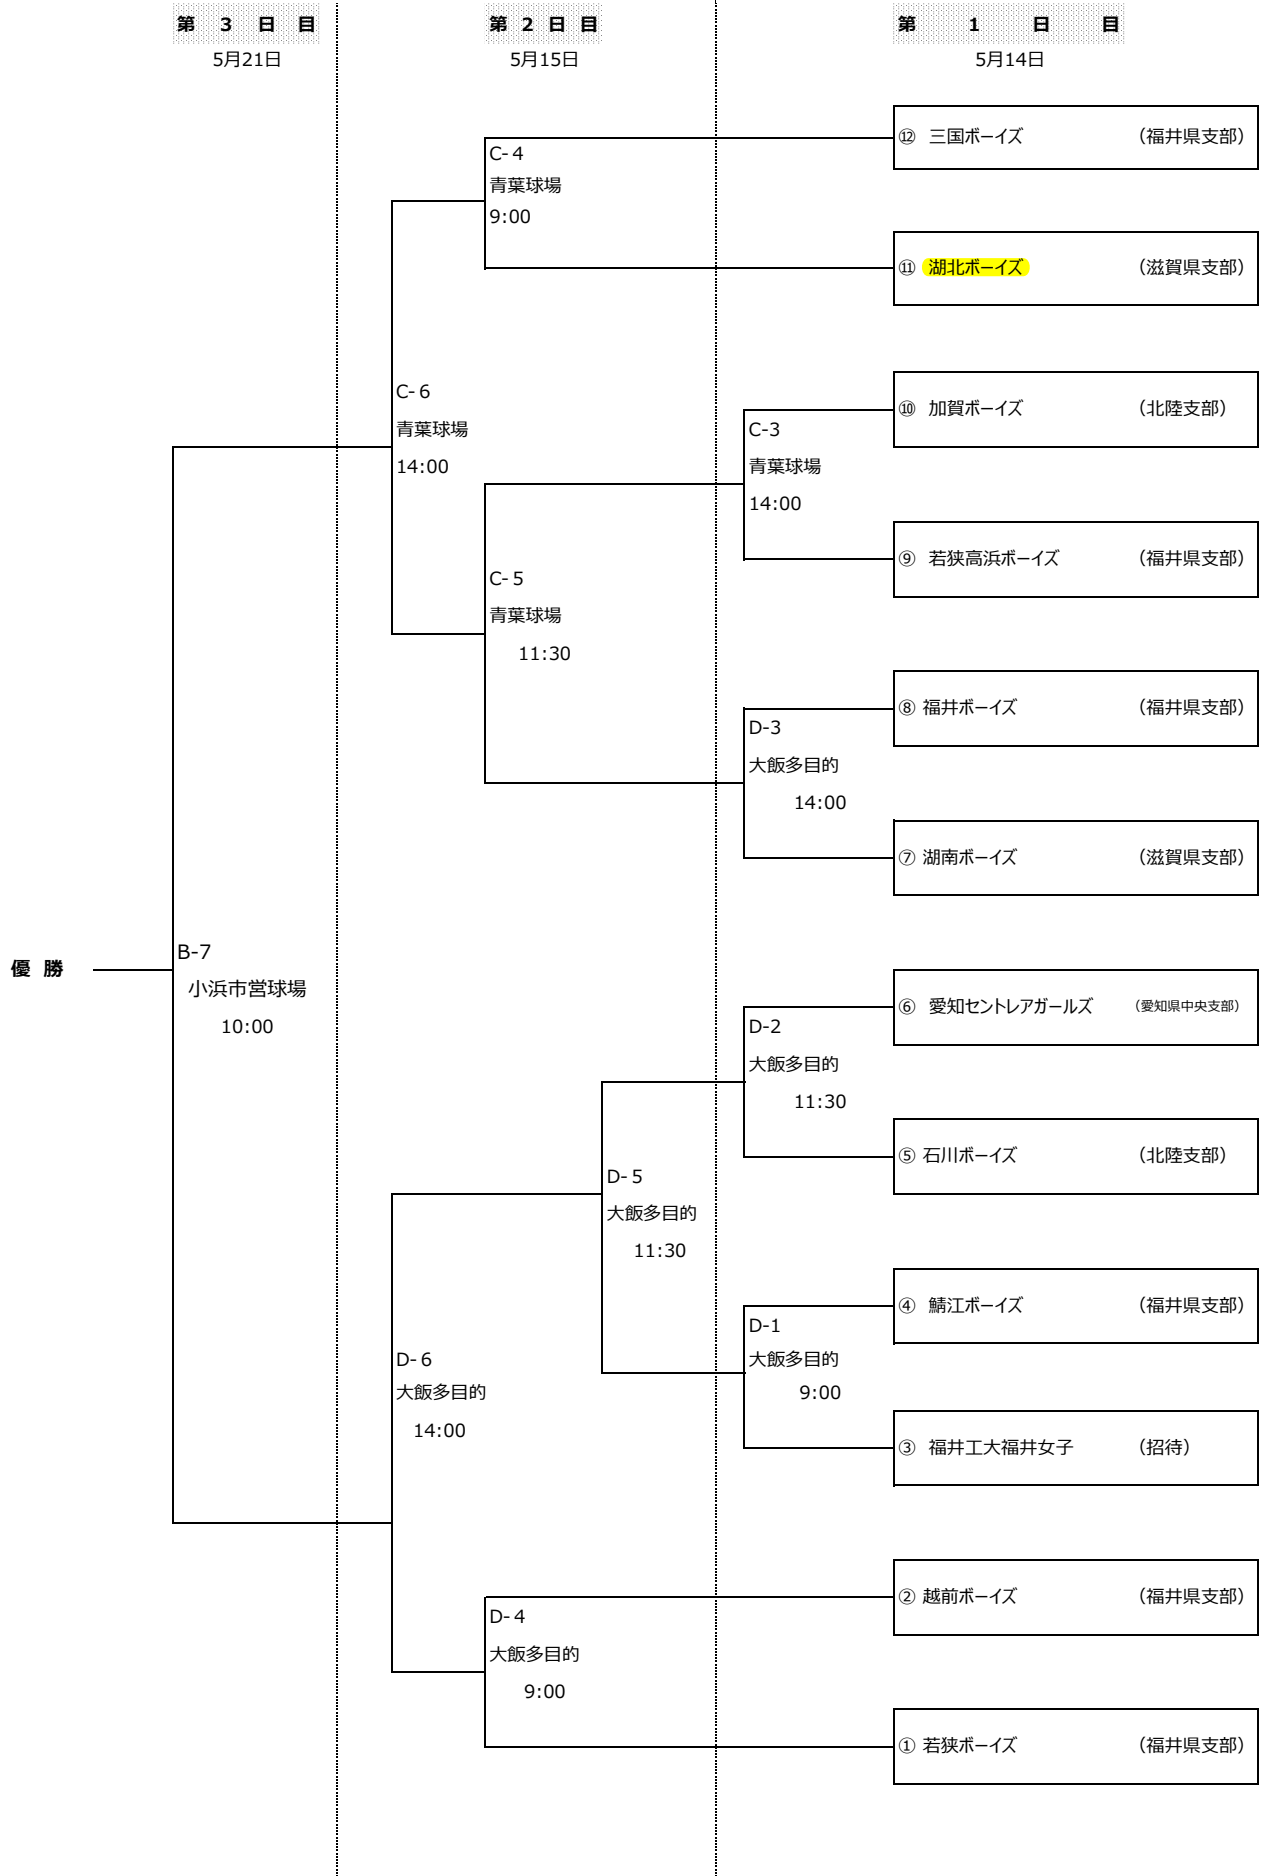 第 3 日 目
第 2 日 目
第 1 日 目
5月21日
5月15日
5月14日
⑫ 三国ボーイズ (福井県支部)
C-4
青葉球場
9:00
⑪ 湖北ボーイズ (滋賀県支部)
C-6
青葉球場
14:00
⑩ 加賀ボーイズ (北陸支部)
C-3
青葉球場
14:00
⑨ 若狭高浜ボーイズ (福井県支部)
C-5
青葉球場
11:30
⑧ 福井ボーイズ (福井県支部)
D-3
大飯多目的
14:00
⑦ 湖南ボーイズ (滋賀県支部)
優 勝
B-7
小浜市営球場
10:00
⑥ 愛知セントレアガールズ (愛知県中央支部)
D-2
大飯多目的
11:30
⑤ 石川ボーイズ (北陸支部)
D-5
大飯多目的
11:30
④ 鯖江ボーイズ (福井県支部)
D-1
大飯多目的
9:00
D-6
大飯多目的
14:00
③ 福井工大福井女子 (招待)
② 越前ボーイズ (福井県支部)
D-4
大飯多目的
9:00
① 若狭ボーイズ (福井県支部)